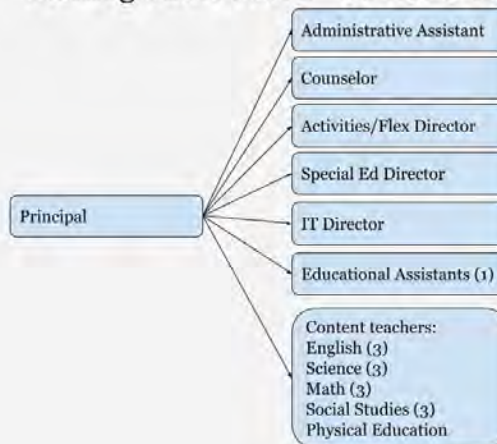 Principal
Administrative Assistant
Counselor
Activities/Flex Director
Special Ed Director
IT Director
Educational Assistants (1)
Content teachers:
English (3)
Science (3)
Math (3)
Social Studies (3)
Physical Education